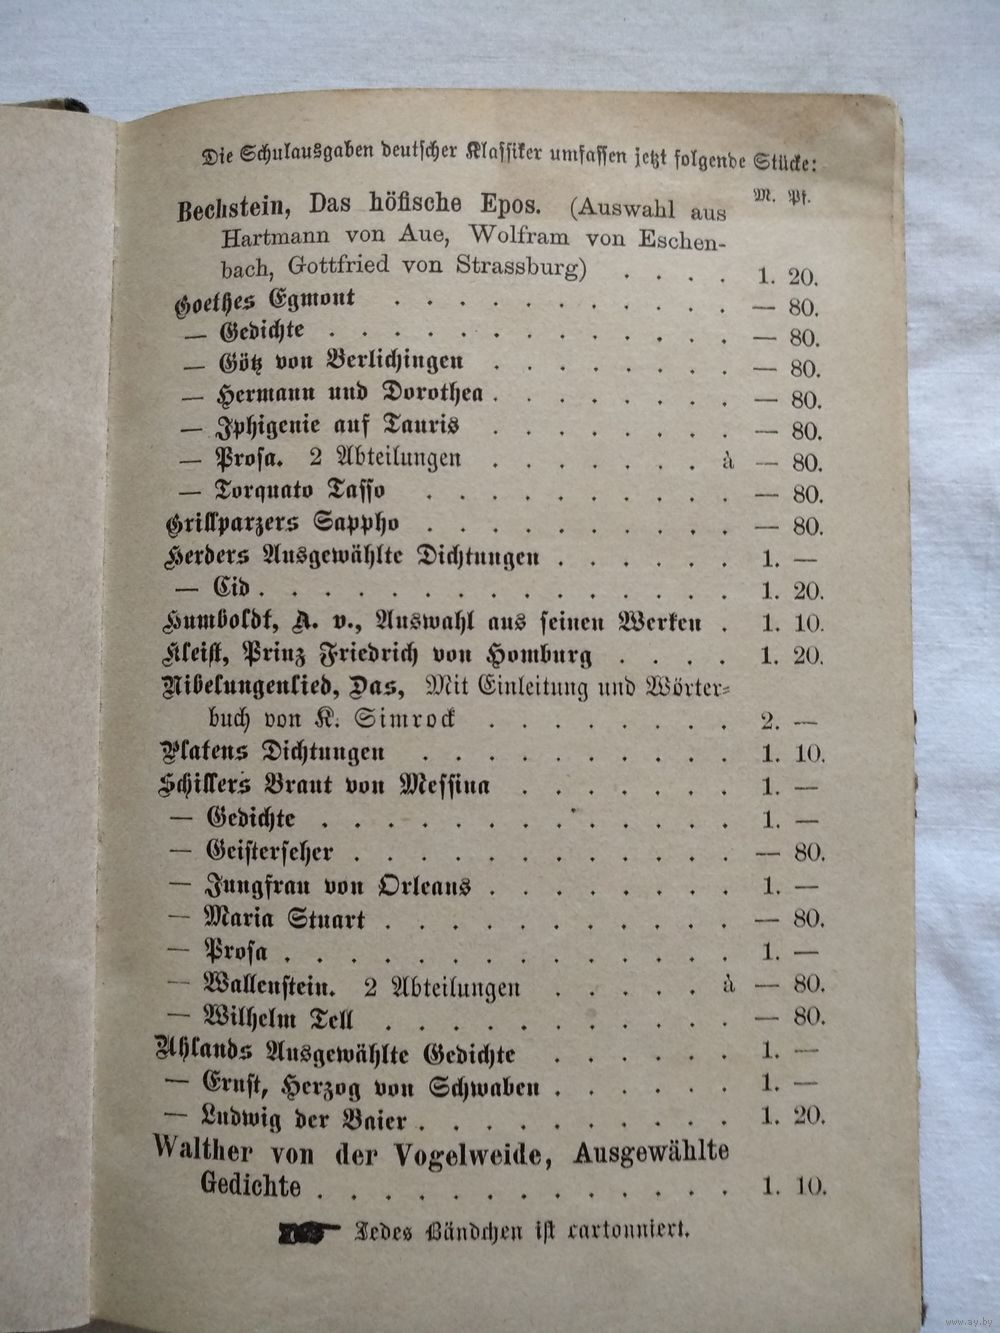 Die Schulausgaben deutscher Klassiker umfassen jetzt folgende Stücke:
M. Pf.
Bechstein, Das höfische Epos. (Auswahl aus
Hartmann von Aue, Wolfram von Eschen-
bach, Gottfried von Strassburg) . . . . 1. 20.
Goethes Egmont . . . . . . . . . . . — 80.
— Gedichte . . . . . . . . . . . . . — 80.
— Götz von Berlichingen . . . . . . . . — 80.
— Hermann und Dorothea . . . . . . . . — 80.
— Iphigenie auf Tauris . . . . . . . . — 80.
— Prosa. 2 Abteilungen . . . . . . . à — 80.
— Torquato Tasso . . . . . . . . . . — 80.
Grillparzers Sappho . . . . . . . . . . — 80.
Herders Ausgewählte Dichtungen . . . . . . 1. —
— Cid . . . . . . . . . . . . . . . 1. 20.
Humboldt, A. v., Auswahl aus seinen Werken . 1. 10.
Kleist, Prinz Friedrich von Homburg . . . . 1. 20.
Nibelungenlied, Das, Mit Einleitung und Wörter-
buch von K. Simrock . . . . . . . . 2. —
Platens Dichtungen . . . . . . . . . . 1. 10.
Schillers Braut von Messina . . . . . . . 1. —
— Gedichte . . . . . . . . . . . . . 1. —
— Geisterseher . . . . . . . . . . . . — 80.
— Jungfrau von Orleans . . . . . . . . 1. —
— Maria Stuart . . . . . . . . . . . — 80.
— Prosa . . . . . . . . . . . . . . 1. —
— Wallenstein. 2 Abteilungen . . . . . à — 80.
— Wilhelm Tell . . . . . . . . . . . — 80.
Uhlands Ausgewählte Gedichte . . . . . . 1. —
— Ernst, Herzog von Schwaben . . . . . . 1. —
— Ludwig der Baier . . . . . . . . . . 1. 20.
Walther von der Vogelweide, Ausgewählte
Gedichte . . . . . . . . . . . . . 1. 10.
☛ Jedes Bändchen ist cartonniert.
www.ay.by